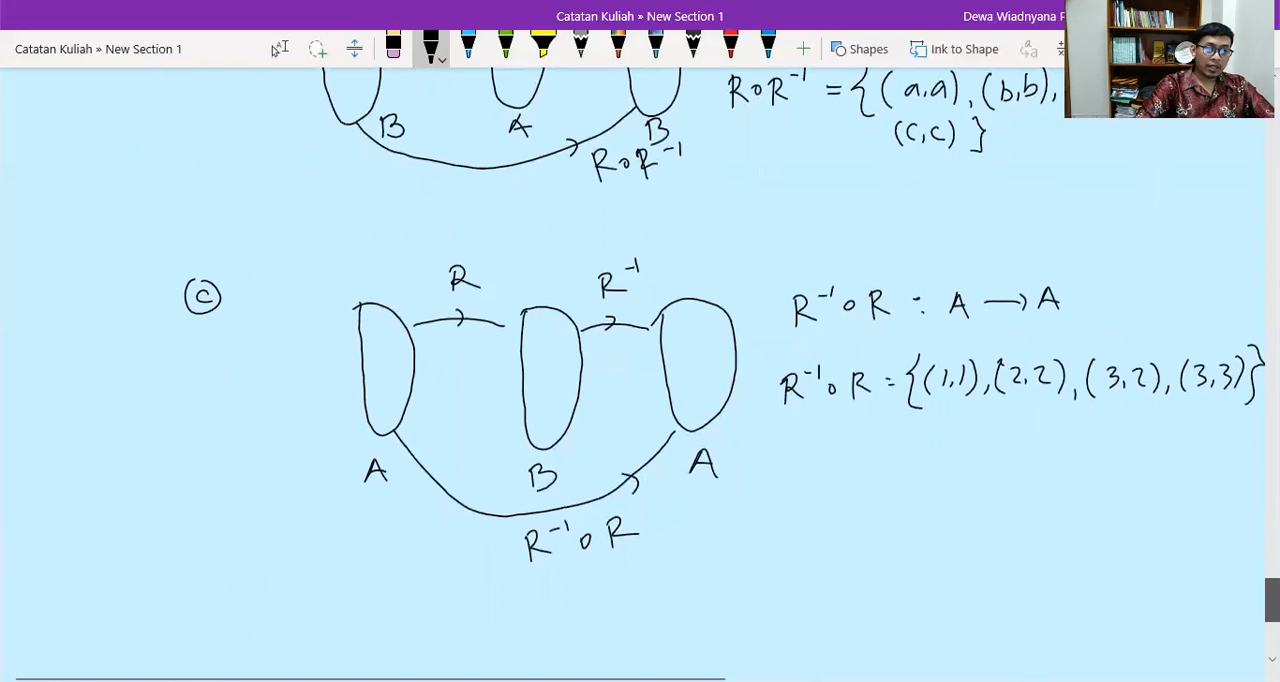 Catatan Kuliah » New Section 1
Dewa Wiadnyana
Catatan Kuliah » New Section 1
Shapes
Ink to Shape
R∘R⁻¹ = {(a,a), (b,b),
(c,c)}
B
A
B
R∘R⁻¹
ⓒ
R
R⁻¹
R⁻¹∘R : A → A
R⁻¹∘R = {(1,1), (2,2), (3,2), (3,3)}
A
B
A
R⁻¹∘R